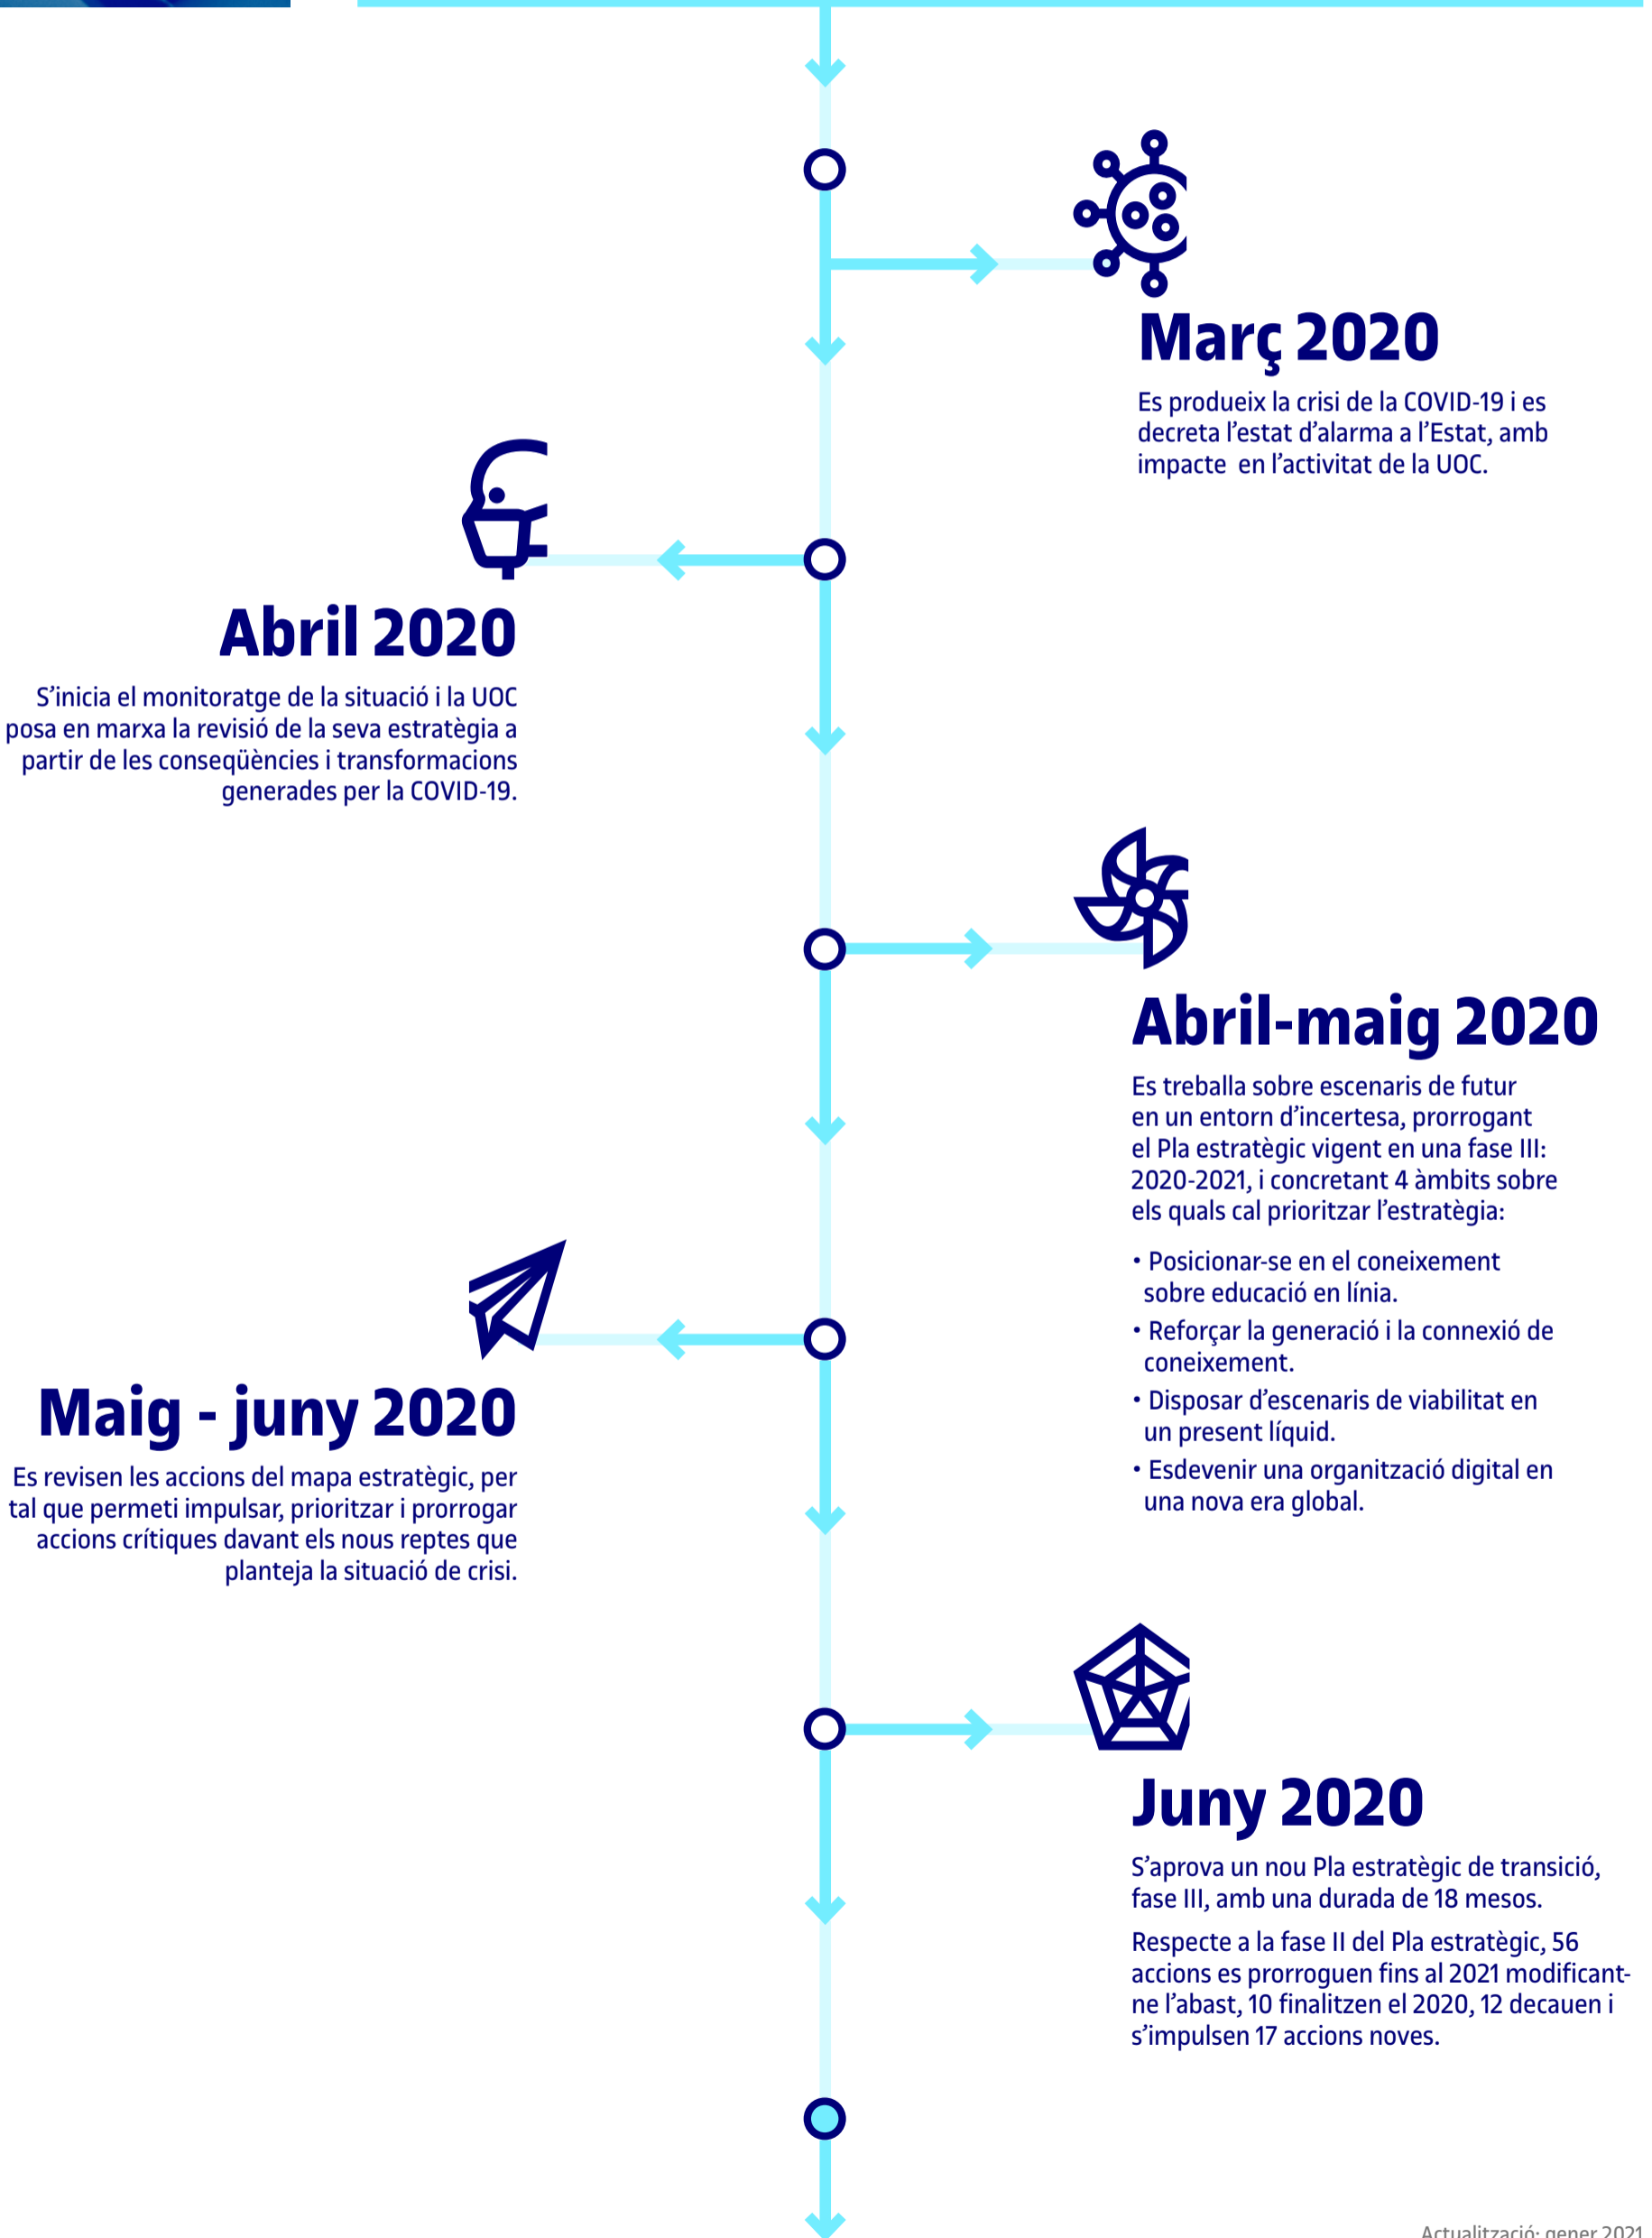 Març 2020
Es produeix la crisi de la COVID-19 i es
decreta l’estat d’alarma a l’Estat, amb
impacte en l’activitat de la UOC.
Abril 2020
S’inicia el monitoratge de la situació i la UOC
posa en marxa la revisió de la seva estratègia a
partir de les conseqüències i transformacions
generades per la COVID-19.
Abril-maig 2020
Es treballa sobre escenaris de futur
en un entorn d’incertesa, prorrogant
el Pla estratègic vigent en una fase III:
2020-2021, i concretant 4 àmbits sobre
els quals cal prioritzar l’estratègia:
• Posicionar-se en el coneixement
sobre educació en línia.
• Reforçar la generació i la connexió de
coneixement.
• Disposar d’escenaris de viabilitat en
un present líquid.
• Esdevenir una organització digital en
una nova era global.
Maig - juny 2020
Es revisen les accions del mapa estratègic, per
tal que permeti impulsar, prioritzar i prorrogar
accions crítiques davant els nous reptes que
planteja la situació de crisi.
Juny 2020
S’aprova un nou Pla estratègic de transició,
fase III, amb una durada de 18 mesos.
Respecte a la fase II del Pla estratègic, 56
accions es prorroguen fins al 2021 modificant-
ne l’abast, 10 finalitzen el 2020, 12 decauen i
s’impulsen 17 accions noves.
Actualització: gener 2021